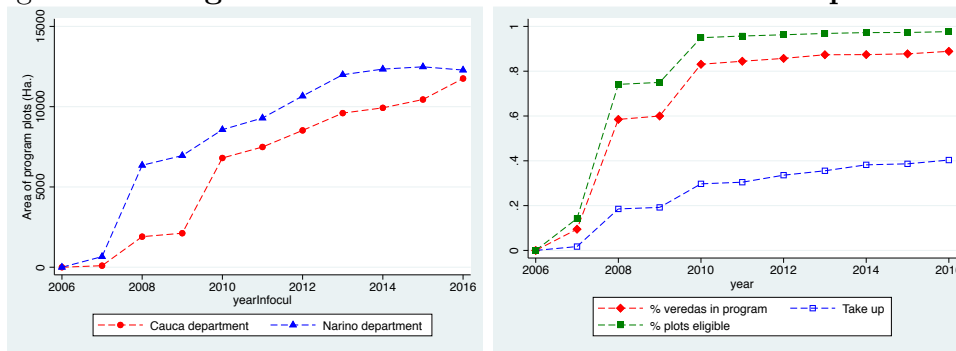 15000
10000
5000
0
Area of program plots (Ha.)
2006 2008 2010 2012 2014 2016
yearInfocul
Cauca department Narino department
1
.8
.6
.4
.2
0
2006 2008 2010 2012 2014
year
% veredas in program Take up
% plots eligible